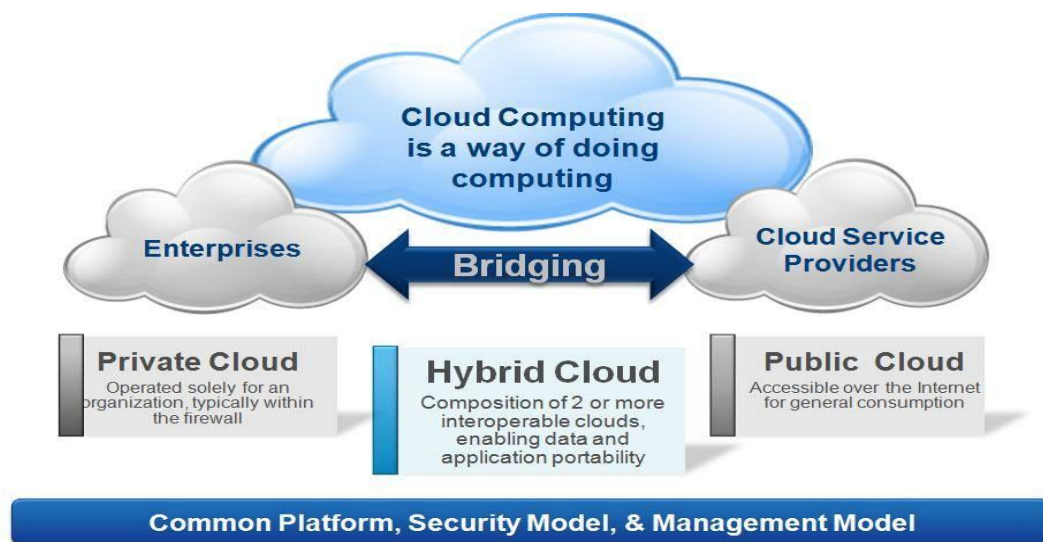 Cloud Computing
is a way of doing
computing
Enterprises
Bridging
Cloud Service
Providers
Private Cloud
Operated solely for an
organization, typically within
the firewall
Hybrid Cloud
Composition of 2 or more
interoperable clouds,
enabling data and
application portability
Public Cloud
Accessible over the Internet
for general consumption
Common Platform, Security Model, & Management Model